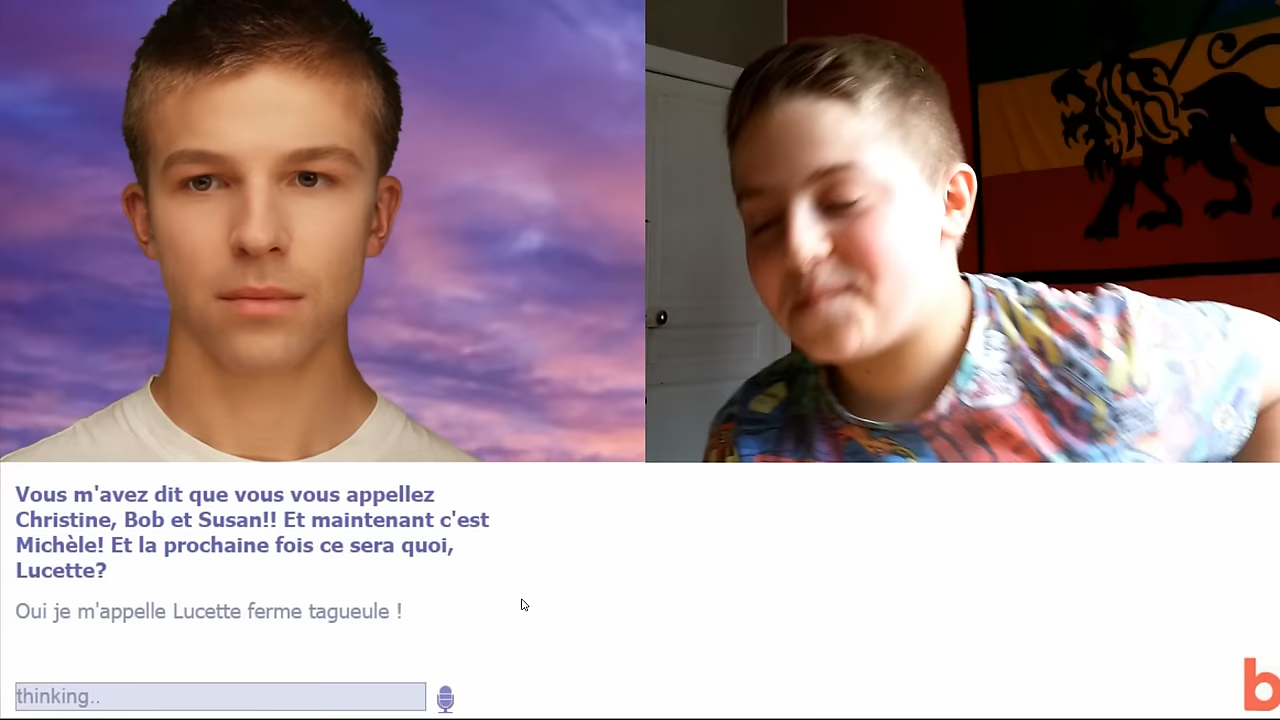 Vous m'avez dit que vous vous appellez
Christine, Bob et Susan!! Et maintenant c'est
Michèle! Et la prochaine fois ce sera quoi,
Lucette?
Oui je m'appelle Lucette ferme tagueule !
thinking..
b